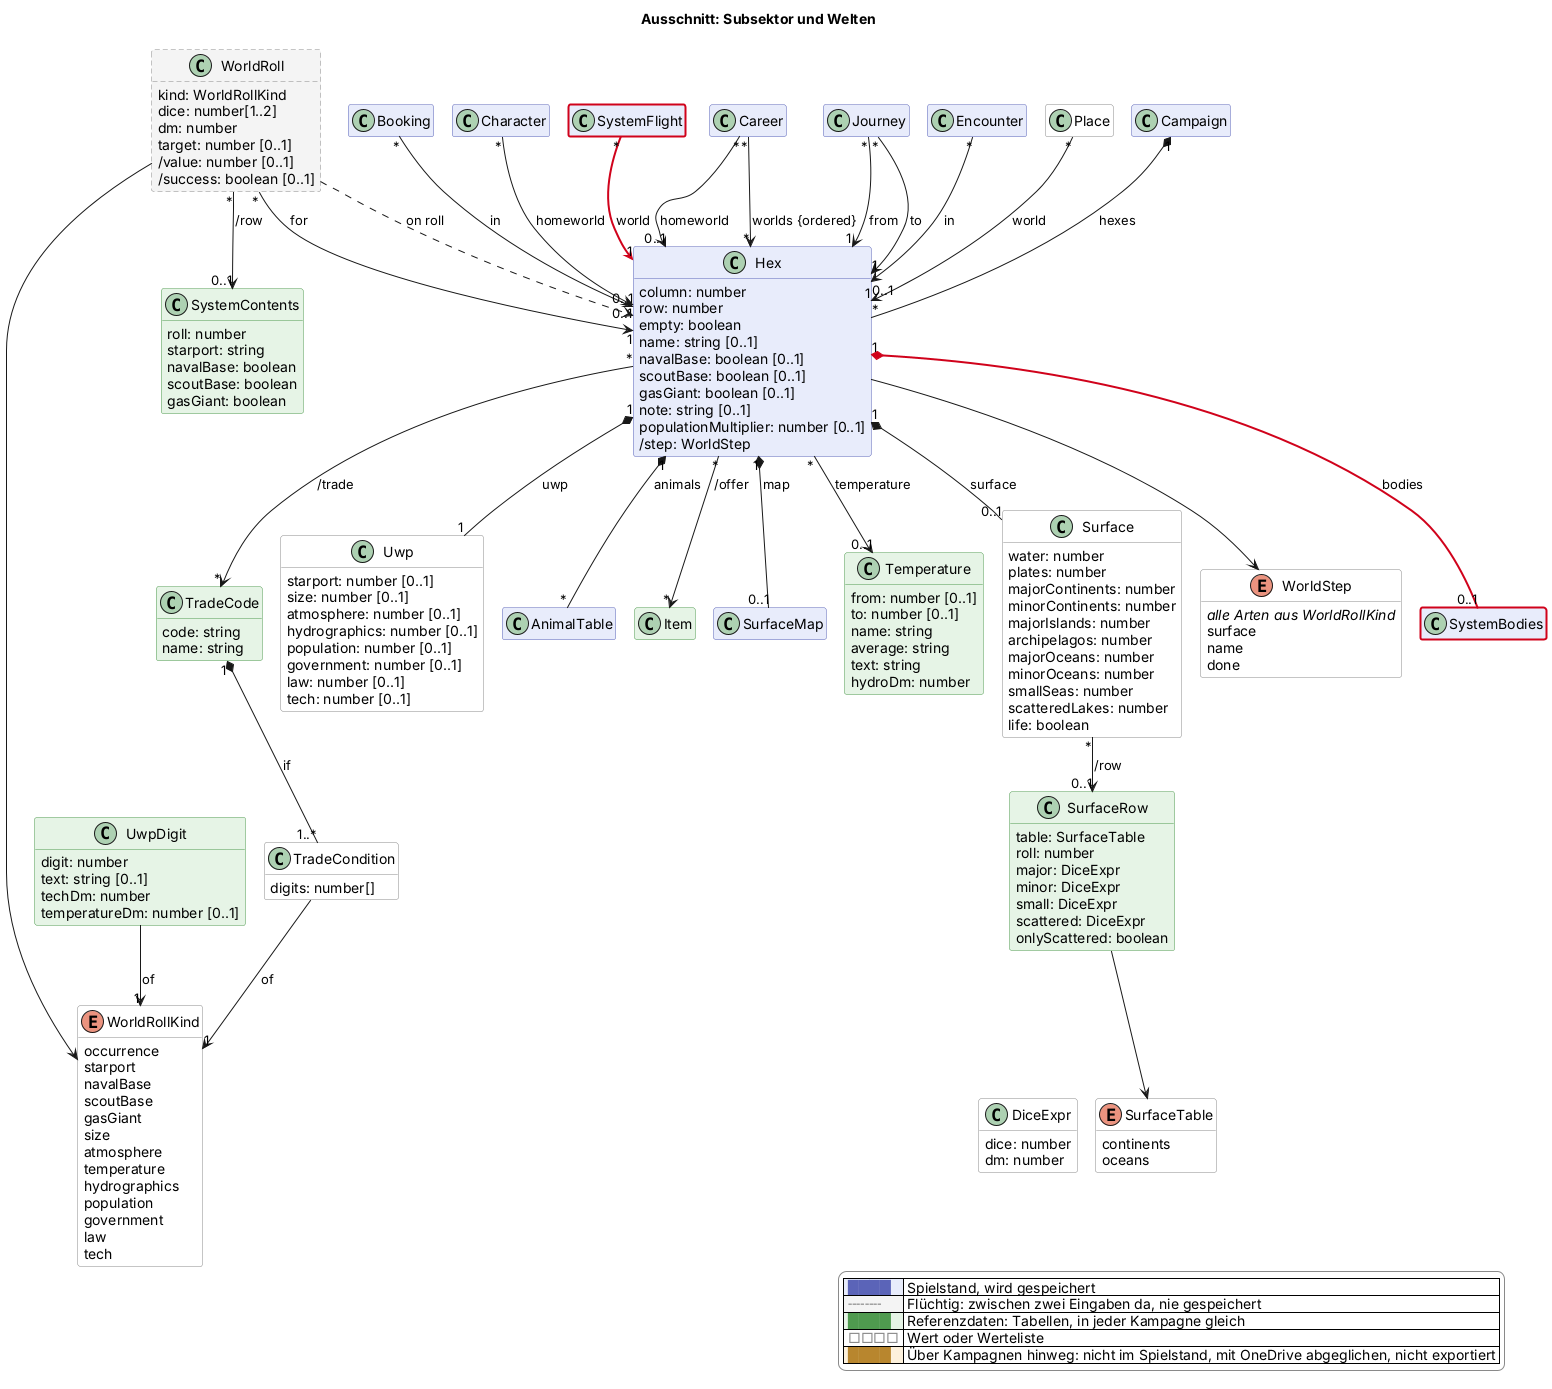 Ausschnitt: Subsektor und Welten
WorldRoll
kind: WorldRollKind
dice: number[1..2]
dm: number
target: number [0..1]
/value: number [0..1]
/success: boolean [0..1]
Booking
Character
SystemFlight
Career
Journey
Encounter
Place
Campaign
* * * * * * * * * * 1
* *
/row
for
on roll
in
homeworld
world
homeworld
worlds {ordered}
from
to
in
world
hexes
0..1
SystemContents
roll: number
starport: string
navalBase: boolean
scoutBase: boolean
gasGiant: boolean
Hex
column: number
row: number
empty: boolean
name: string [0..1]
navalBase: boolean [0..1]
scoutBase: boolean [0..1]
gasGiant: boolean [0..1]
note: string [0..1]
populationMultiplier: number [0..1]
/step: WorldStep
/trade
uwp
animals
/offer
map
temperature
surface
bodies
TradeCode
code: string
name: string
Uwp
starport: number [0..1]
size: number [0..1]
atmosphere: number [0..1]
hydrographics: number [0..1]
population: number [0..1]
government: number [0..1]
law: number [0..1]
tech: number [0..1]
AnimalTable
Item
SurfaceMap
Temperature
from: number [0..1]
to: number [0..1]
name: string
average: string
text: string
hydroDm: number
Surface
water: number
plates: number
majorContinents: number
minorContinents: number
majorIslands: number
archipelagos: number
majorOceans: number
minorOceans: number
smallSeas: number
scatteredLakes: number
life: boolean
WorldStep
alle Arten aus WorldRollKind
surface
name
done
0..1
SystemBodies
if
1..*
*
/row
0..1
UwpDigit
digit: number
text: string [0..1]
techDm: number
temperatureDm: number [0..1]
TradeCondition
digits: number[]
SurfaceRow
table: SurfaceTable
roll: number
major: DiceExpr
minor: DiceExpr
small: DiceExpr
scattered: DiceExpr
onlyScattered: boolean
of
of
1
1
WorldRollKind
occurrence
starport
navalBase
scoutBase
gasGiant
size
atmosphere
temperature
hydrographics
population
government
law
tech
DiceExpr
dice: number
dm: number
SurfaceTable
continents
oceans
Spielstand, wird gespeichert
Flüchtig: zwischen zwei Eingaben da, nie gespeichert
Referenzdaten: Tabellen, in jeder Kampagne gleich
Wert oder Werteliste
Über Kampagnen hinweg: nicht im Spielstand, mit OneDrive abgeglichen, nicht exportiert